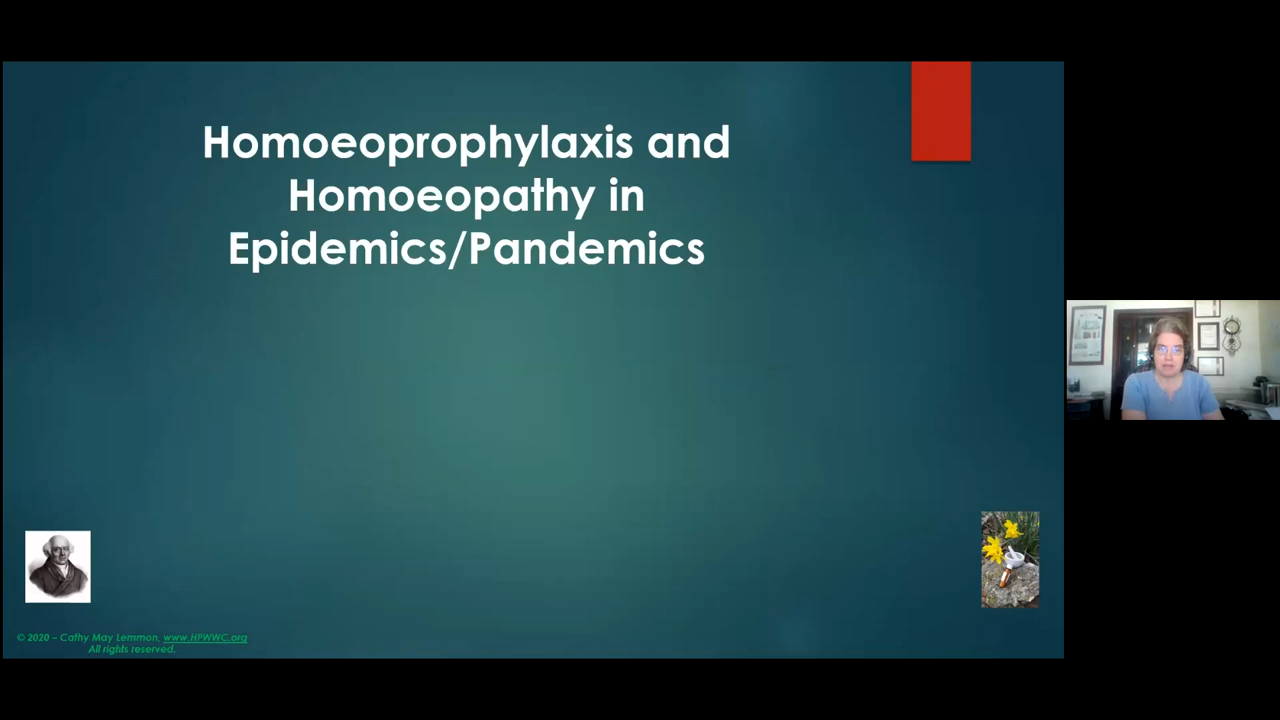 Homoeoprophylaxis and
Homoeopathy in
Epidemics/Pandemics
© 2020 – Cathy May Lemmon, www.HPWWC.org
All rights reserved.